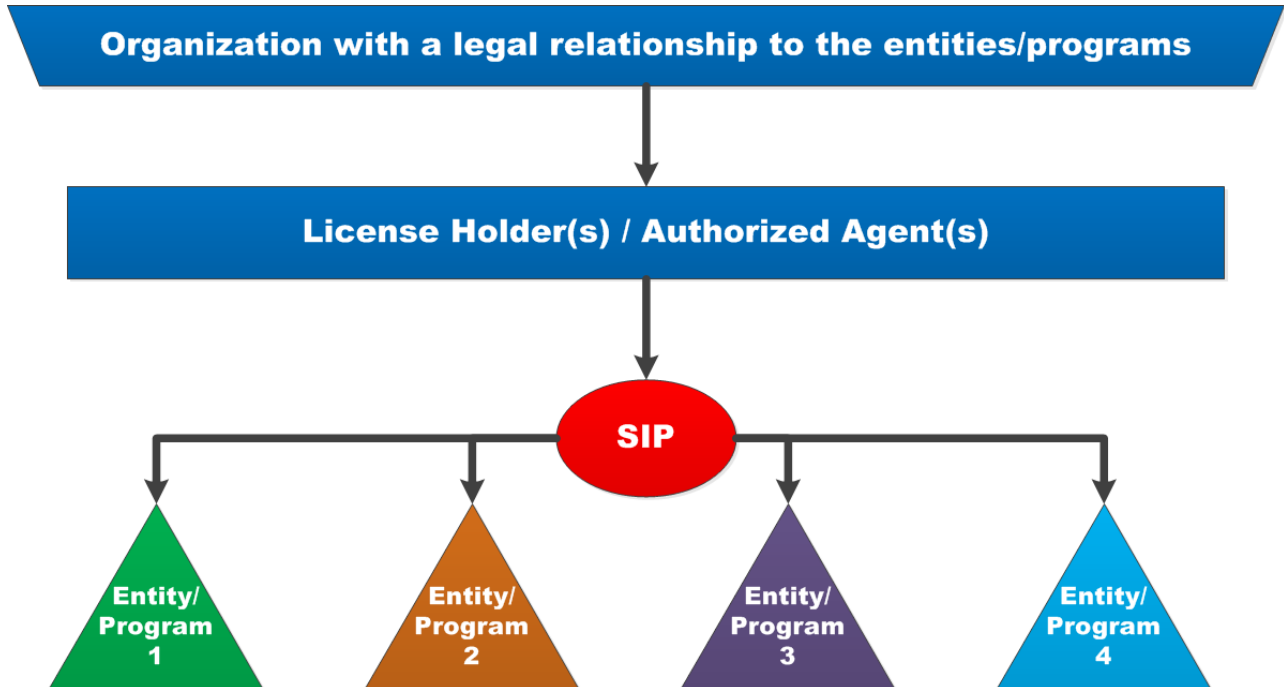 Organization with a legal relationship to the entities/programs
License Holder(s) / Authorized Agent(s)
SIP
Entity/
Program
1
Entity/
Program
2
Entity/
Program
3
Entity/
Program
4